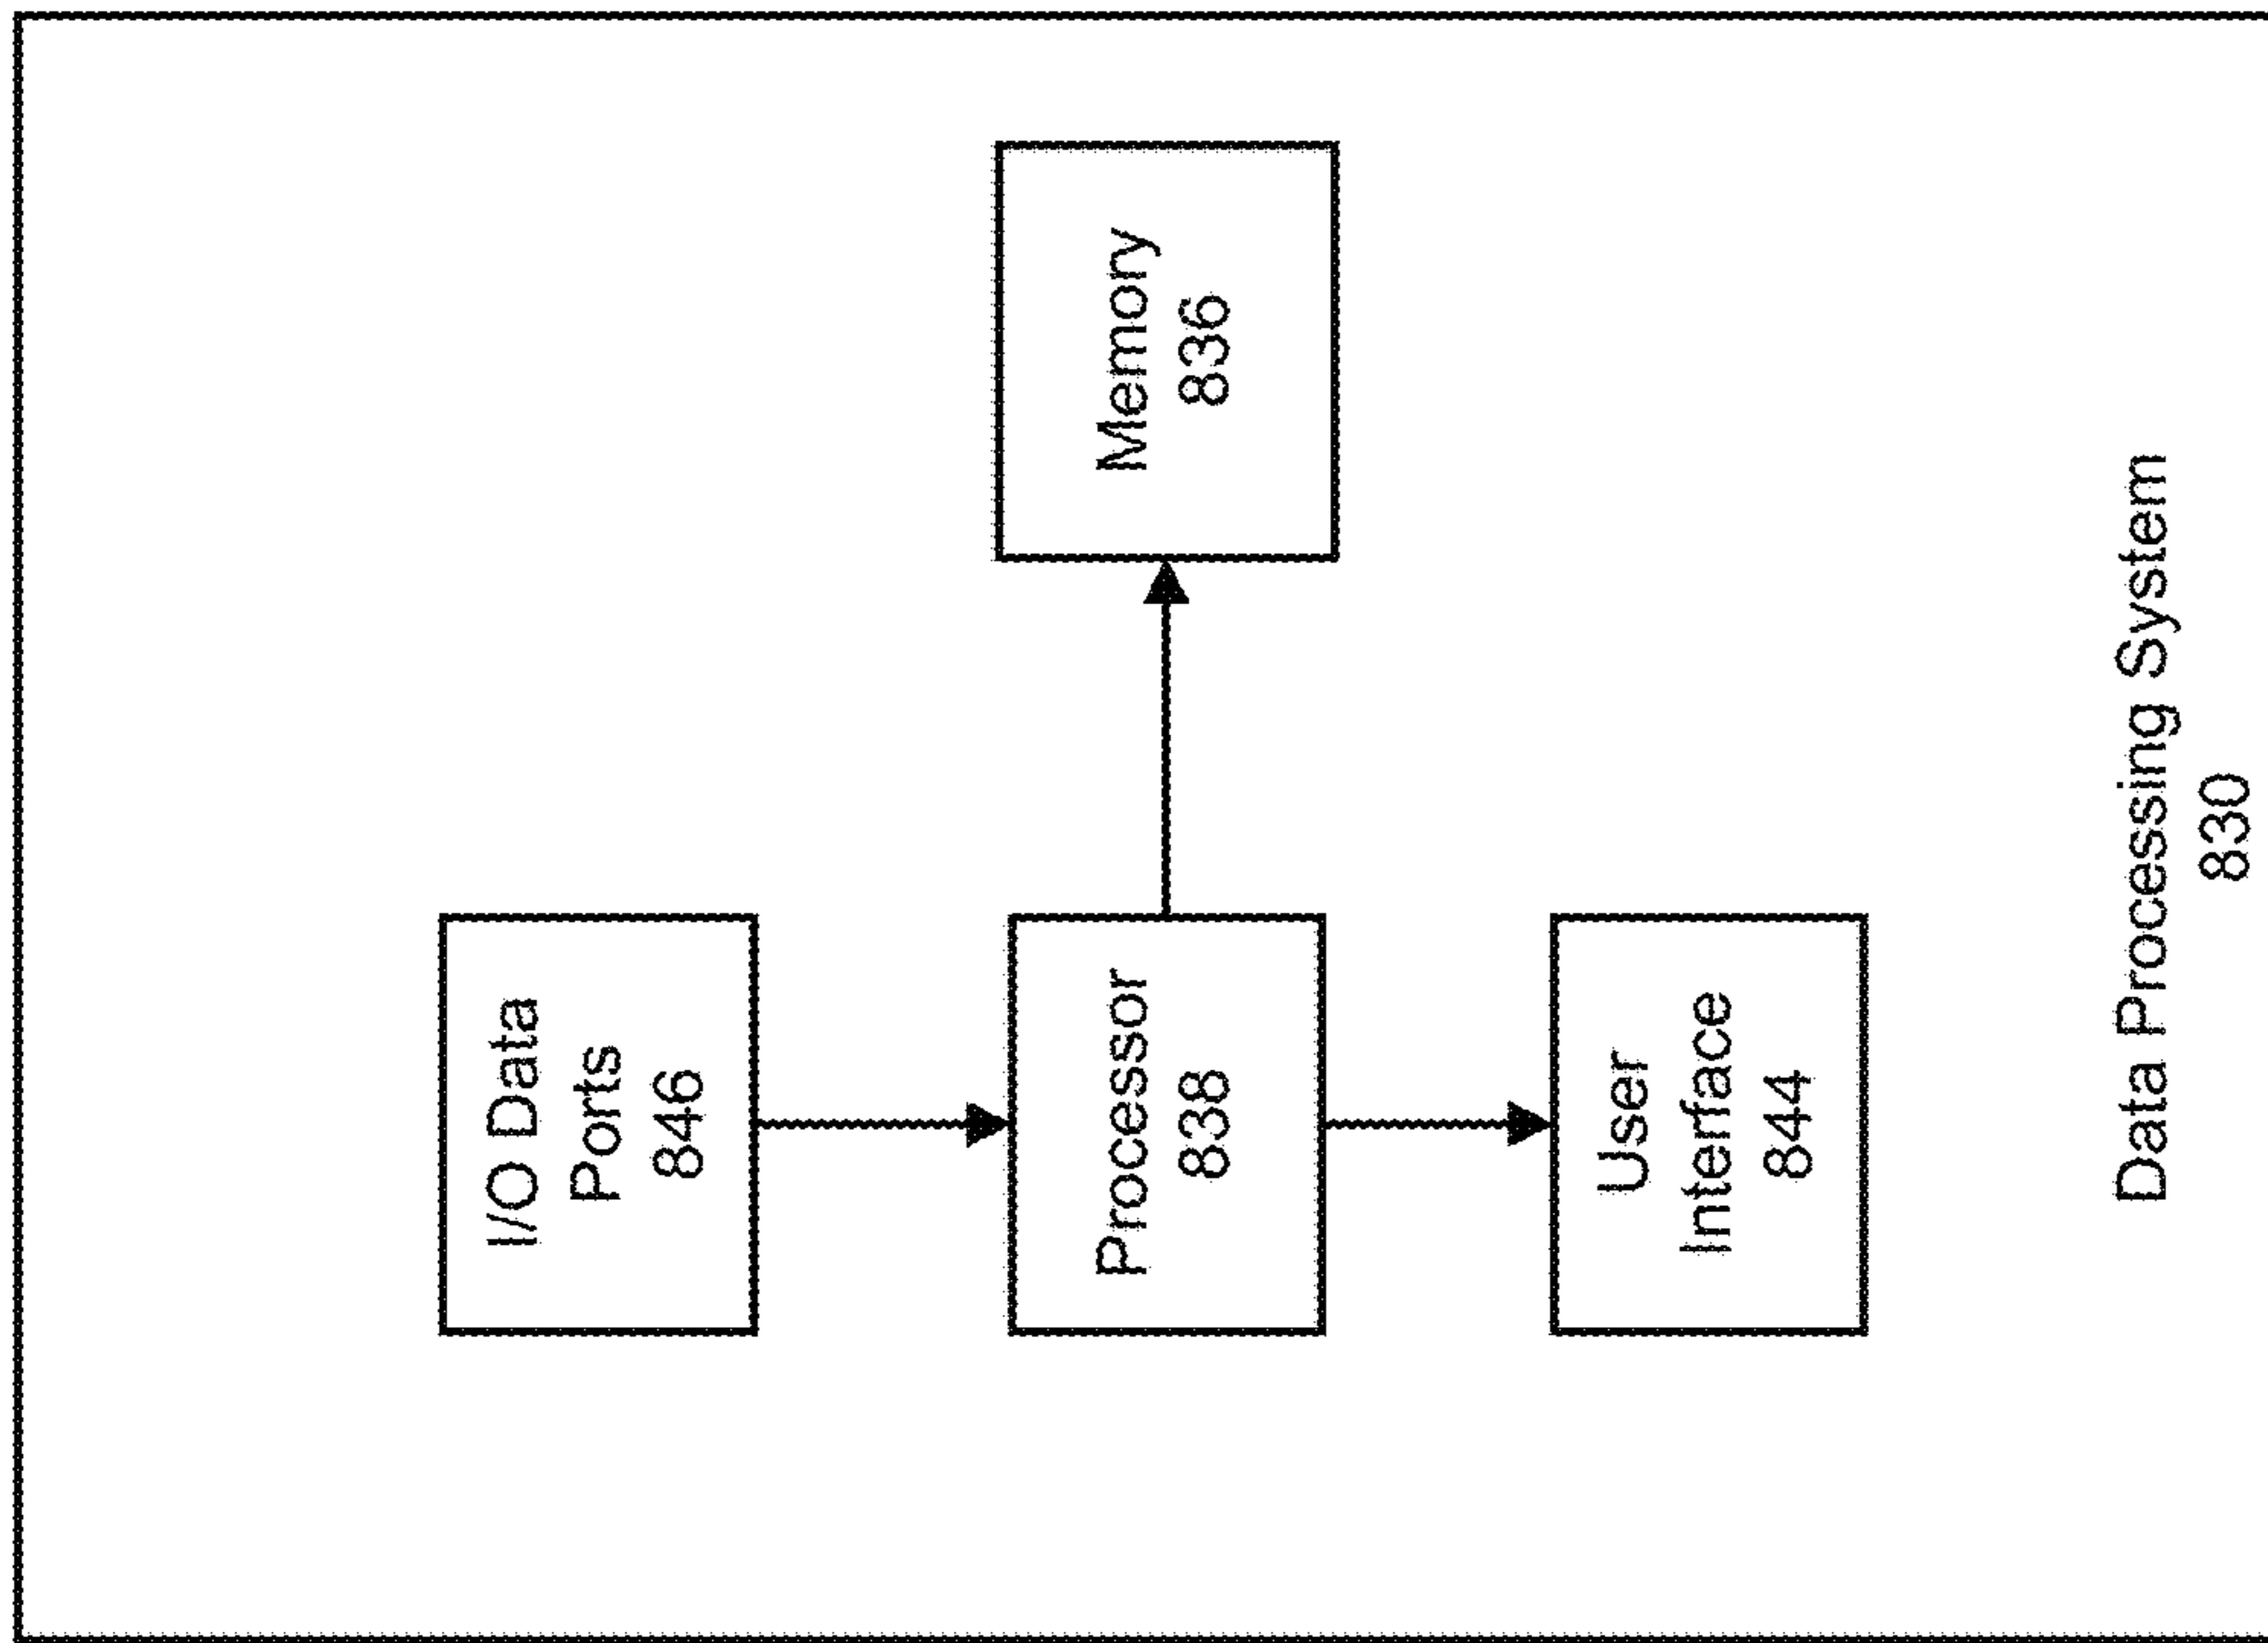 I/O Data
Ports
846
Processor
838
Memory
836
User
Interface
844
Data Processing System
830